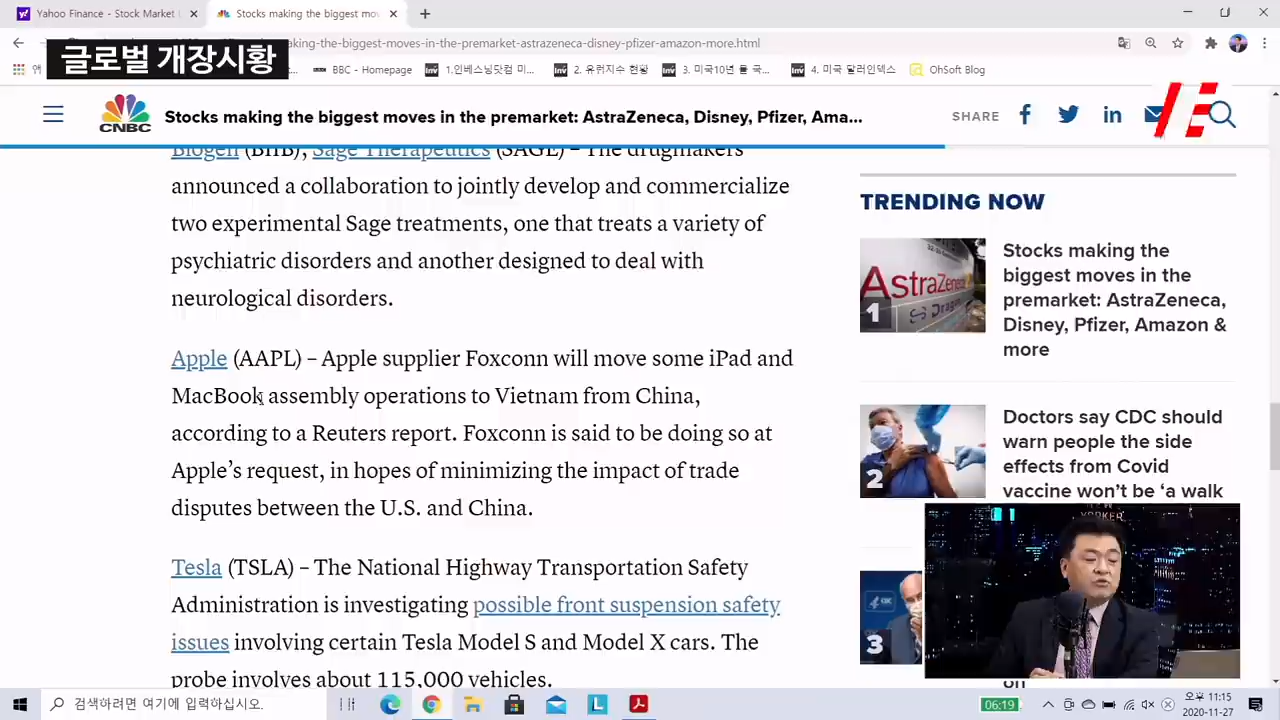 Yahoo Finance - Stock Market
Stocks making the biggest mov
글로벌 개장시황
aking-the-biggest-moves-in-the-premarket-astrazeneca-disney-pfizer-amazon-more.html
BBC - Homepage
1.인베스닝닷컴 미...
2. 유럽지수 현황
3. 미국10년 물 국...
4. 미국 달러인덱스
OhSoft Blog
CNBC
Stocks making the biggest moves in the premarket: AstraZeneca, Disney, Pfizer, Ama...
SHARE
Biogen (BIIB), Sage Therapeutics (SAGE) – The drugmakers
announced a collaboration to jointly develop and commercialize
two experimental Sage treatments, one that treats a variety of
psychiatric disorders and another designed to deal with
neurological disorders.
Apple (AAPL) – Apple supplier Foxconn will move some iPad and
MacBook assembly operations to Vietnam from China,
according to a Reuters report. Foxconn is said to be doing so at
Apple's request, in hopes of minimizing the impact of trade
disputes between the U.S. and China.
Tesla (TSLA) – The National Highway Transportation Safety
Administration is investigating possible front suspension safety
issues involving certain Tesla Model S and Model X cars. The
probe involves about 115,000 vehicles.
TRENDING NOW
AstraZene
1
Stocks making the
biggest moves in the
premarket: AstraZeneca,
Disney, Pfizer, Amazon &
more
2
Doctors say CDC should
warn people the side
effects from Covid
vaccine won't be 'a walk
3
on
YORKER
검색하려면 여기에 입력하십시오.
06:19
오후 11:15
2020-11-27